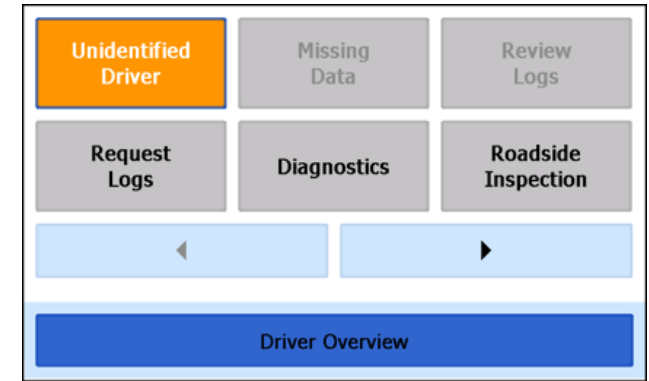 Unidentified
Driver
Missing
Data
Review
Logs
Request
Logs
Diagnostics
Roadside
Inspection
Driver Overview